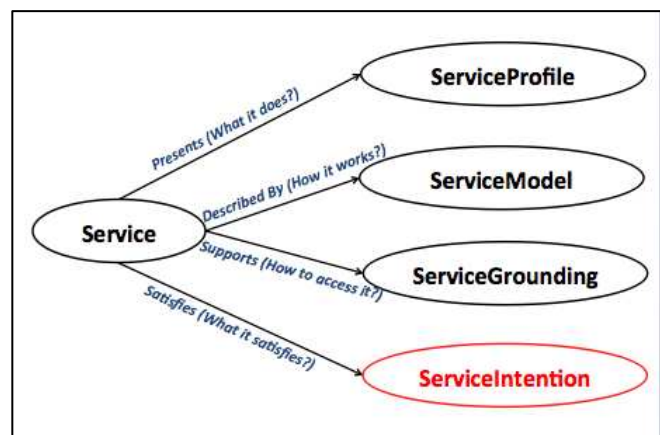 ServiceProfile
Presents (What it does?)
Described By (How it works?)
ServiceModel
Service
Supports (How to access it?)
ServiceGrounding
Satisfies (What it satisfies?)
ServiceIntention